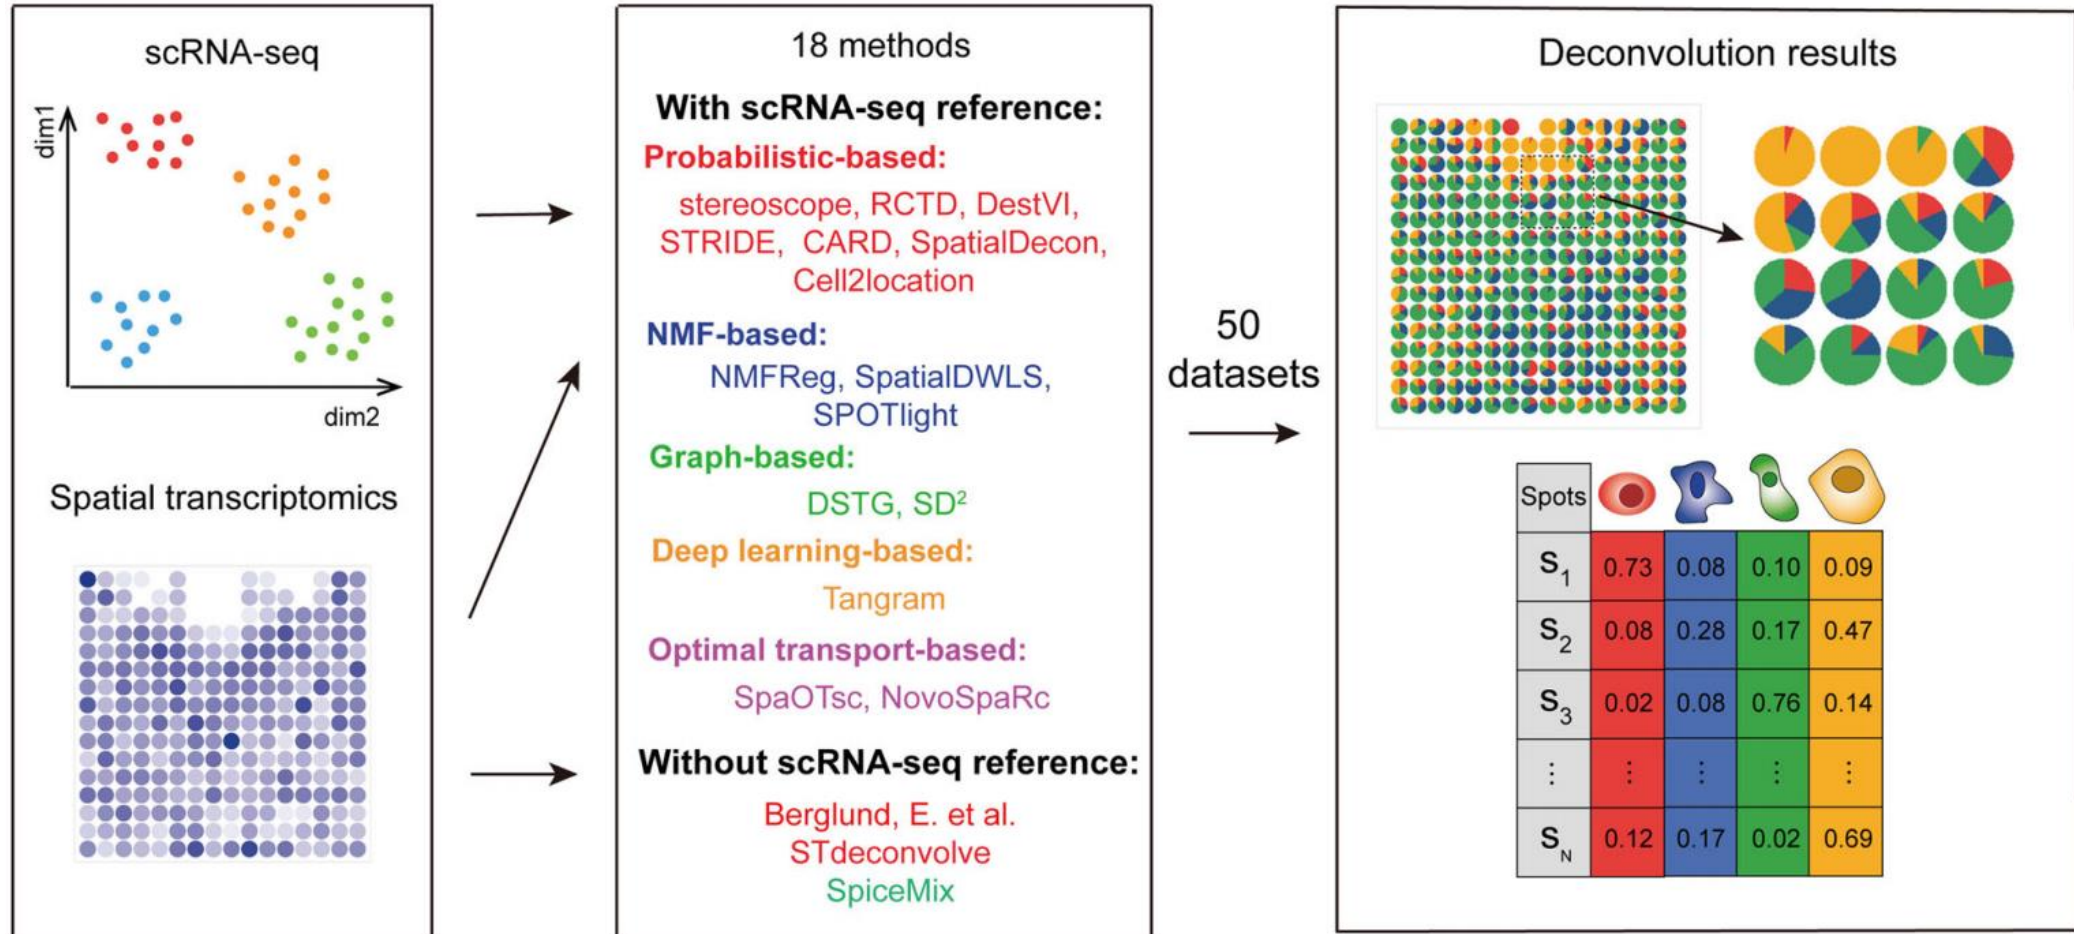 scRNA-seq
dim1
dim2
Spatial transcriptomics
18 methods
With scRNA-seq reference:
Probabilistic-based:
stereoscope, RCTD, DestVI,
STRIDE, CARD, SpatialDecon,
Cell2location
NMF-based:
NMFReg, SpatialDWLS,
SPOTlight
Graph-based:
DSTG, SD²
Deep learning-based:
Tangram
Optimal transport-based:
SpaOTsc, NovoSpaRc
Without scRNA-seq reference:
Berglund, E. et al.
STdeconvolve
SpiceMix
50
datasets
Deconvolution results
Spots
S₁ 0.73 0.08 0.10 0.09
S₂ 0.08 0.28 0.17 0.47
S₃ 0.02 0.08 0.76 0.14
⋮ ⋮ ⋮ ⋮ ⋮
S_N 0.12 0.17 0.02 0.69